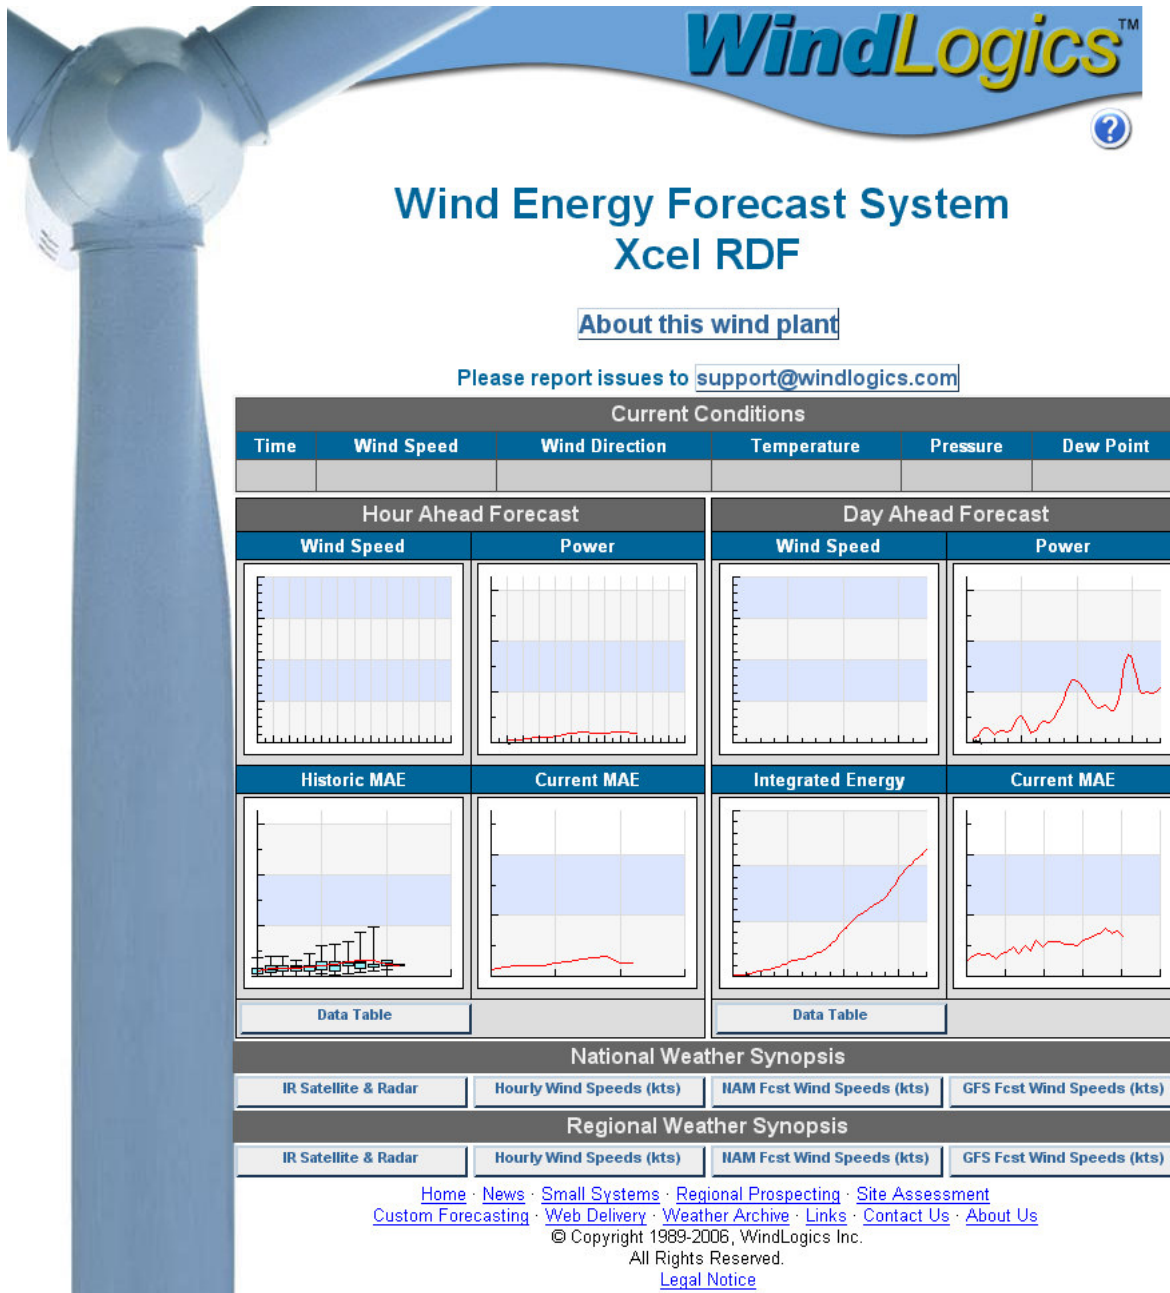 WindLogics™
?
Wind Energy Forecast System
Xcel RDF
About this wind plant
Please report issues to support@windlogics.com
Current Conditions
Time Wind Speed Wind Direction Temperature Pressure Dew Point
Hour Ahead Forecast Day Ahead Forecast
Wind Speed Power Wind Speed Power
Historic MAE Current MAE Integrated Energy Current MAE
Data Table Data Table
National Weather Synopsis
IR Satellite & Radar Hourly Wind Speeds (kts) NAM Fcst Wind Speeds (kts) GFS Fcst Wind Speeds (kts)
Regional Weather Synopsis
IR Satellite & Radar Hourly Wind Speeds (kts) NAM Fcst Wind Speeds (kts) GFS Fcst Wind Speeds (kts)
Home · News · Small Systems · Regional Prospecting · Site Assessment
Custom Forecasting · Web Delivery · Weather Archive · Links · Contact Us · About Us
© Copyright 1989-2006, WindLogics Inc.
All Rights Reserved.
Legal Notice